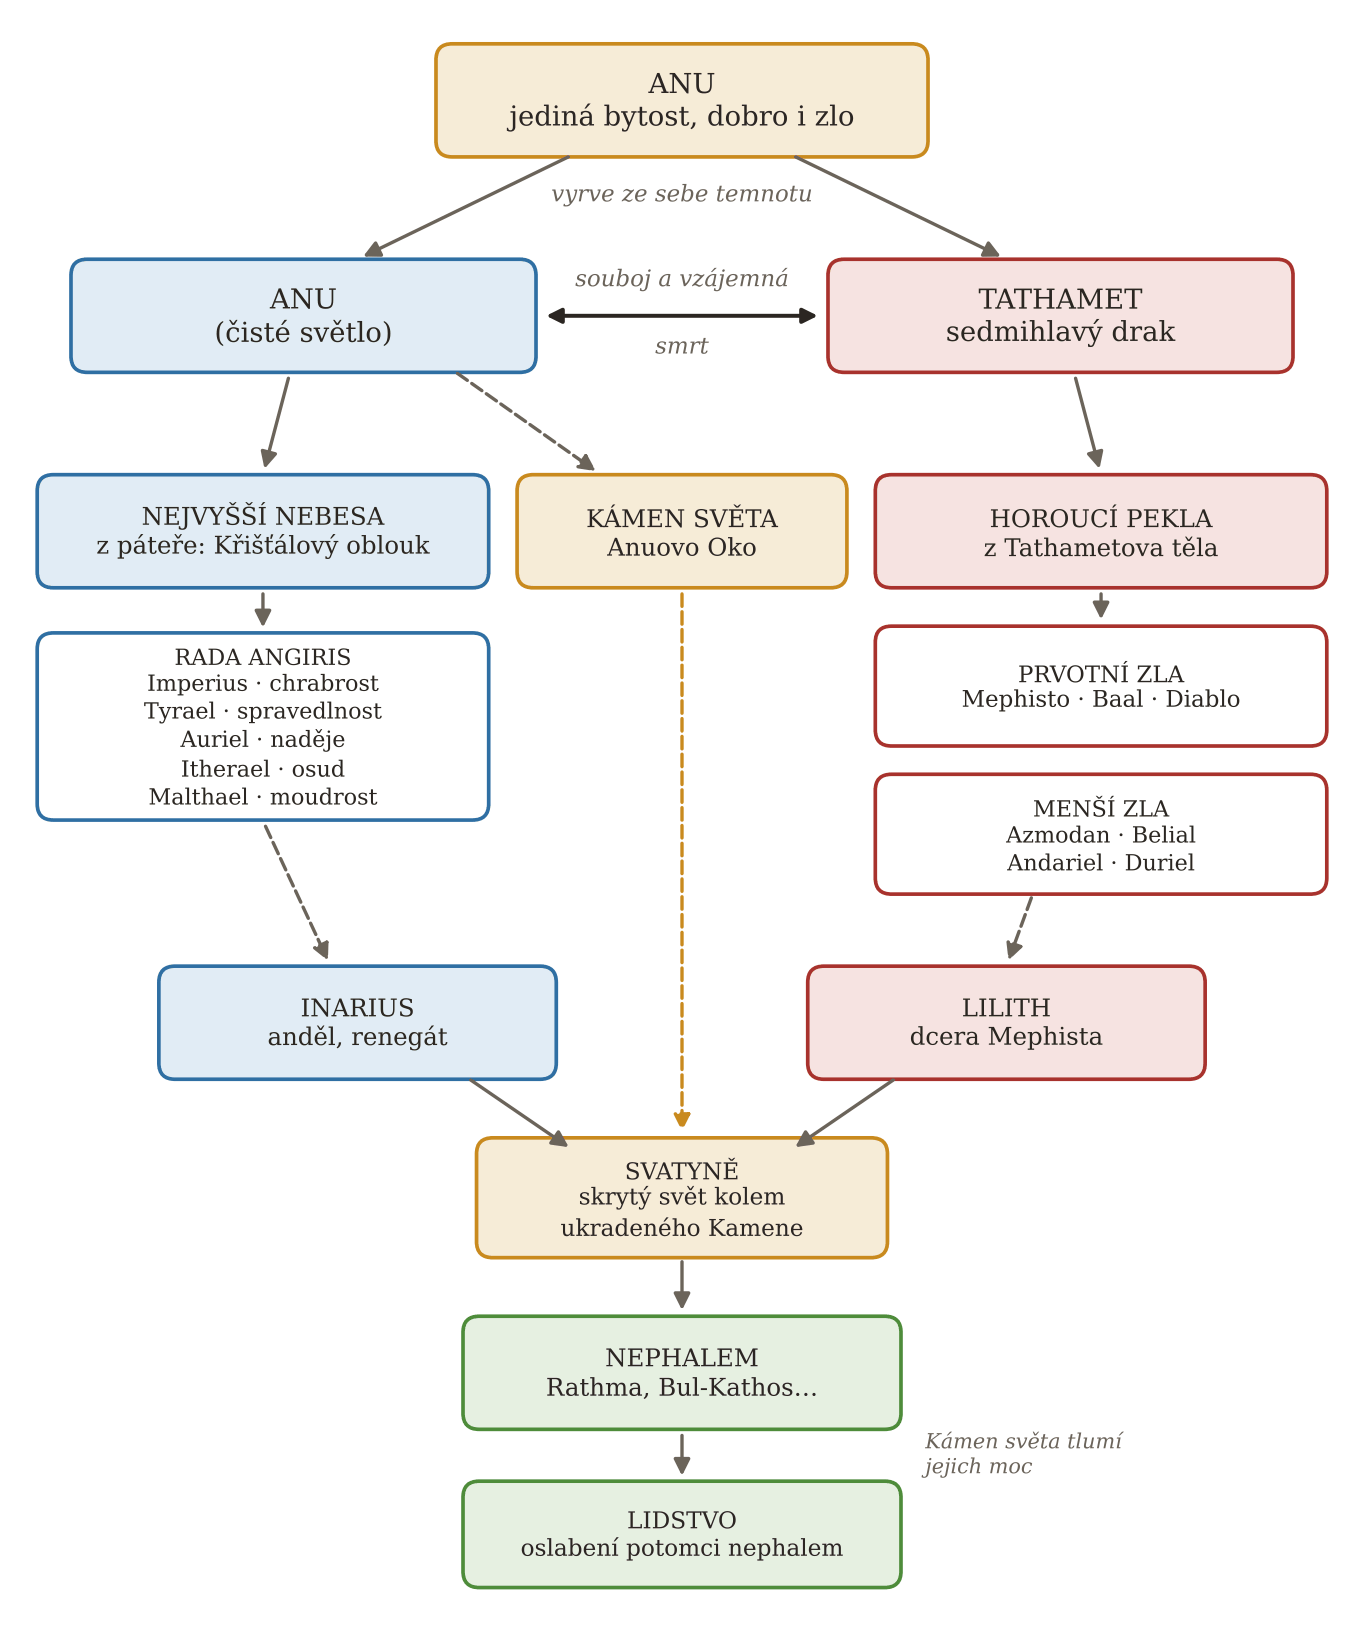 ANU
jediná bytost, dobro i zlo
vyrve ze sebe temnotu
ANU
(čisté světlo)
souboj a vzájemná
smrt
TATHAMET
sedmihlavý drak
NEJVYŠŠÍ NEBESA
z páteře: Křišťálový oblouk
KÁMEN SVĚTA
Anuovo Oko
HOROUCÍ PEKLA
z Tathametova těla
RADA ANGIRIS
Imperius · chrabrost
Tyrael · spravedlnost
Auriel · naděje
Itherael · osud
Malthael · moudrost
PRVOTNÍ ZLA
Mephisto · Baal · Diablo
MENŠÍ ZLA
Azmodan · Belial
Andariel · Duriel
INARIUS
anděl, renegát
LILITH
dcera Mephista
SVATYNĚ
skrytý svět kolem
ukradeného Kamene
NEPHALEM
Rathma, Bul-Kathos…
Kámen světa tlumí
jejich moc
LIDSTVO
oslabení potomci nephalem